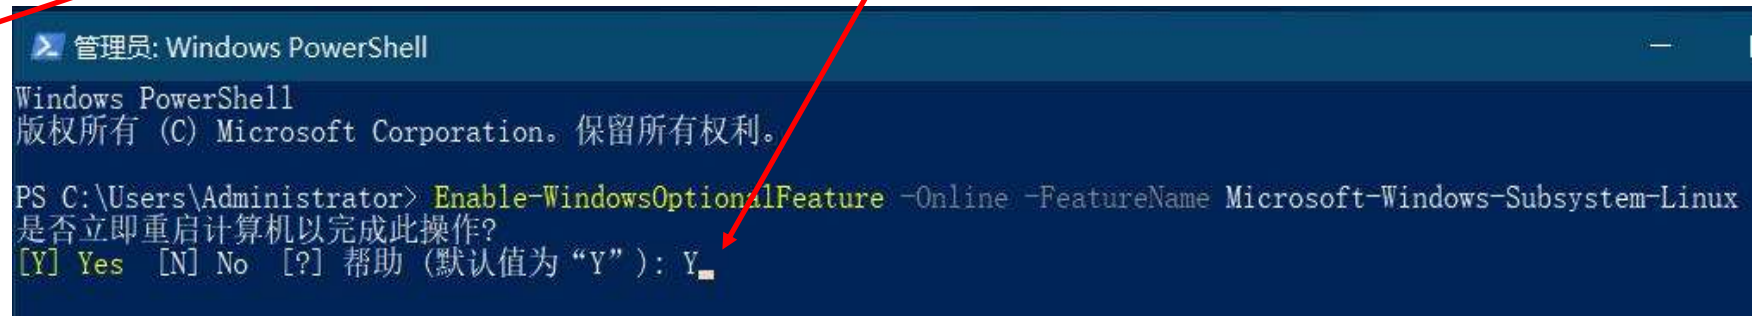 管理员: Windows PowerShell
Windows PowerShell
版权所有 (C) Microsoft Corporation。保留所有权利。
PS C:\Users\Administrator> Enable-WindowsOptionalFeature -Online -FeatureName Microsoft-Windows-Subsystem-Linux
是否立即重启计算机以完成此操作?
[Y] Yes  [N] No  [?] 帮助 (默认值为“Y”): Y